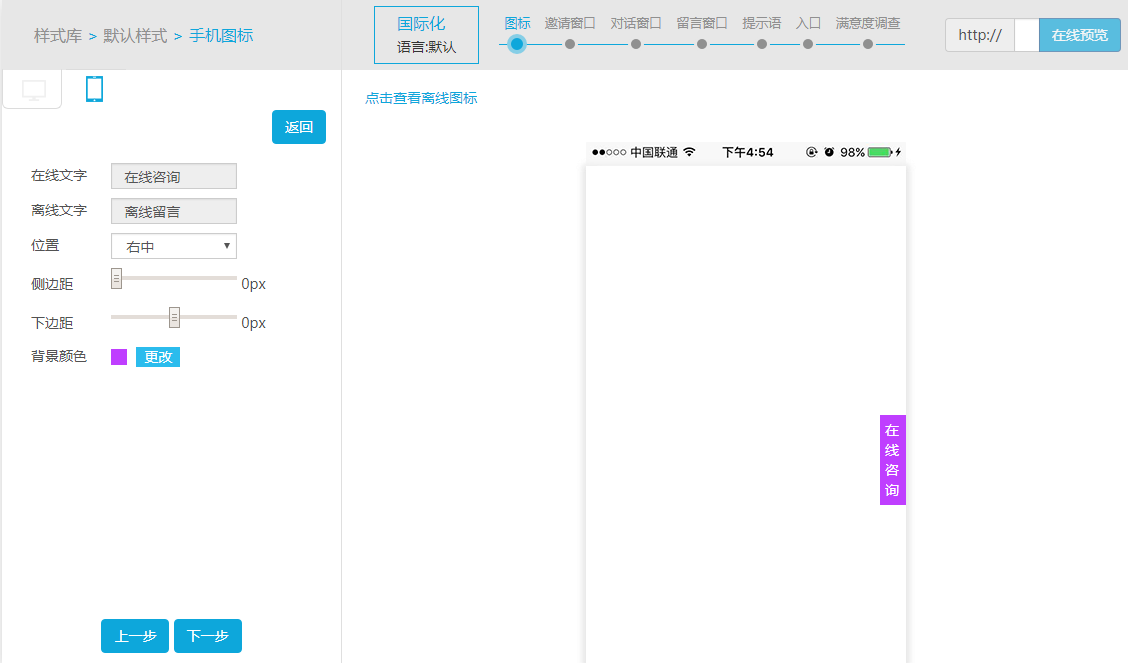 样式库 > 默认样式 > 手机图标
国际化
语言:默认
图标 邀请窗口 对话窗口 留言窗口 提示语 入口 满意度调查
http://
在线预览
返回
在线文字 在线咨询
离线文字 离线留言
位置 右中
侧边距 0px
下边距 0px
背景颜色 更改
上一步 下一步
点击查看离线图标
中国联通 下午4:54 98%
在
线
咨
询